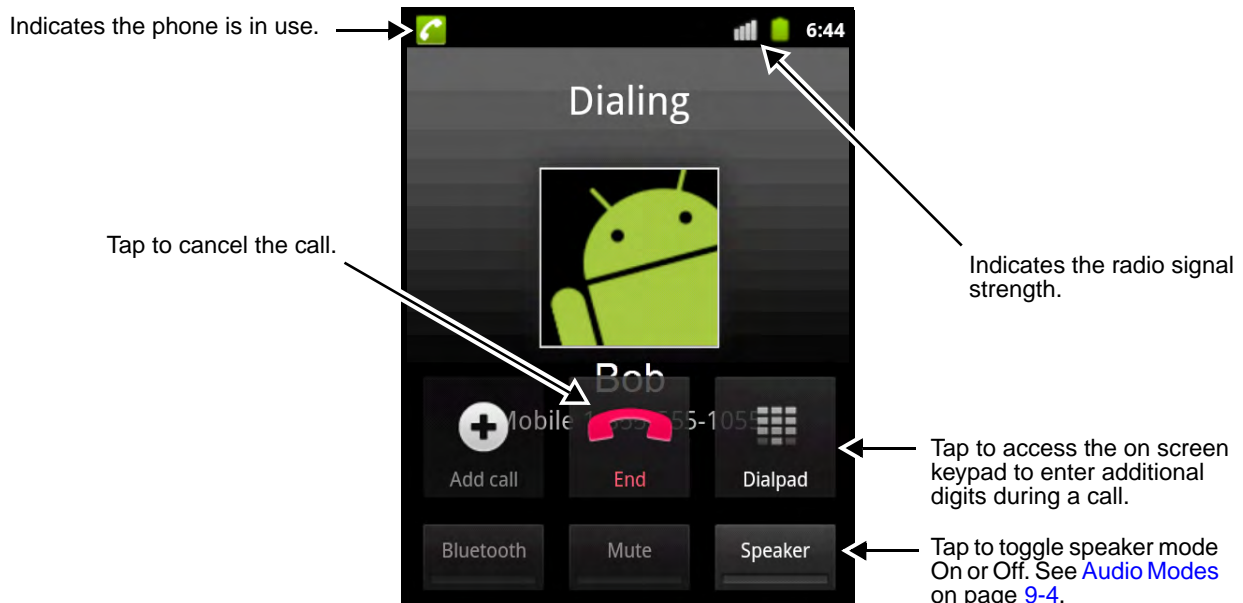 Indicates the phone is in use.
6:44
Dialing
Tap to cancel the call.
Indicates the radio signal
strength.
Bob
Mobile
Add call
End
Dialpad
Tap to access the on screen
keypad to enter additional
digits during a call.
Bluetooth
Mute
Speaker
Tap to toggle speaker mode
On or Off. See Audio Modes
on page 9-4.